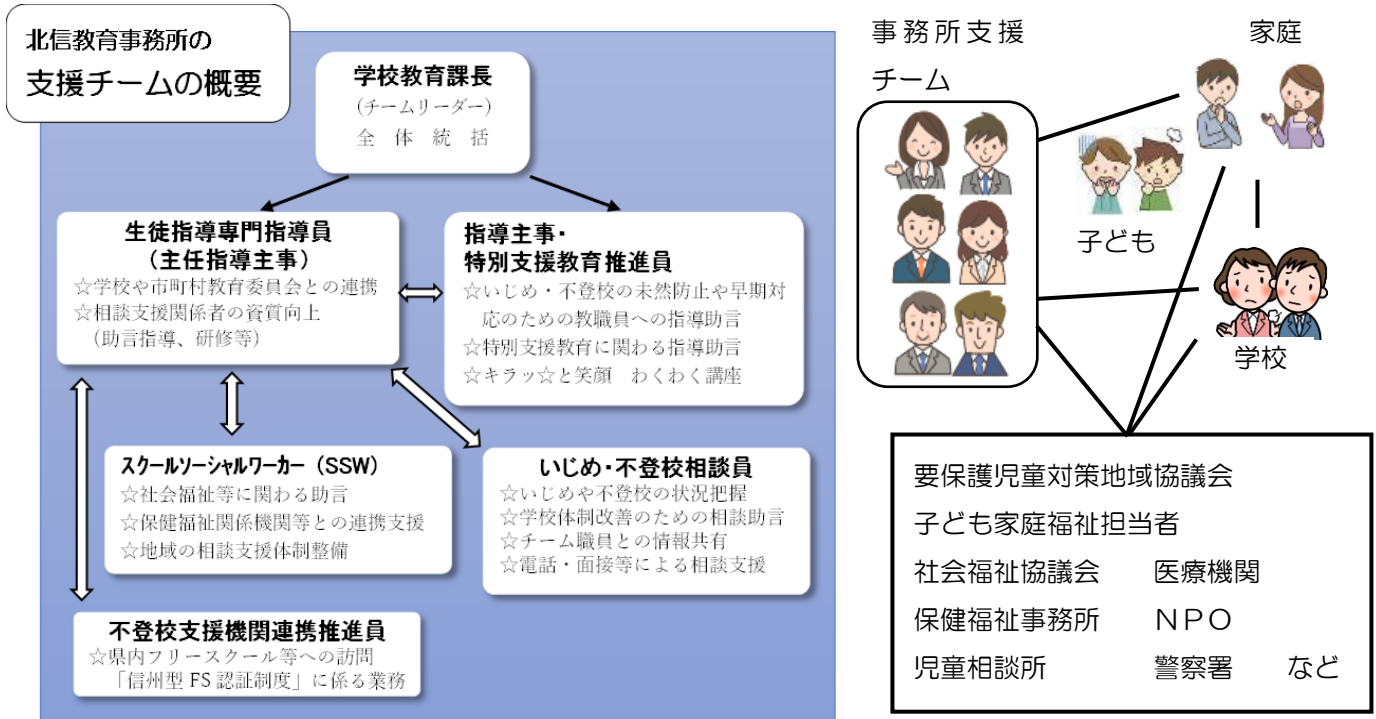 北信教育事務所の
支援チームの概要
学校教育課長
(チームリーダー)
全体統括
生徒指導専門指導員
(主任指導主事)
☆学校や市町村教育委員会との連携
☆相談支援関係者の資質向上
(助言指導、研修等)
指導主事・
特別支援教育推進員
☆いじめ・不登校の未然防止や早期対
応のための教職員への指導助言
☆特別支援教育に関わる指導助言
☆キラッ☆と笑顔 わくわく講座
スクールソーシャルワーカー (SSW)
☆社会福祉等に関わる助言
☆保健福祉関係機関等との連携支援
☆地域の相談支援体制整備
いじめ・不登校相談員
☆いじめや不登校の状況把握
☆学校体制改善のための相談助言
☆チーム職員との情報共有
☆電話・面接等による相談支援
不登校支援機関連携推進員
☆県内フリースクール等への訪問
「信州型 FS 認証制度」に係る業務
事務所支援
チーム
家庭
子ども
学校
要保護児童対策地域協議会
子ども家庭福祉担当者
社会福祉協議会 医療機関
保健福祉事務所 NPO
児童相談所 警察署 など